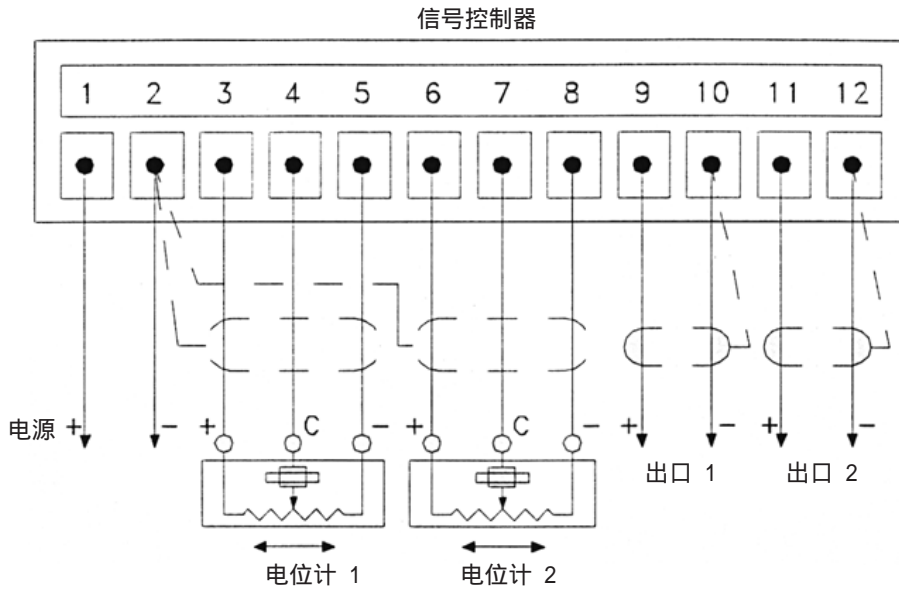 信号控制器
1 2 3 4 5 6 7 8 9 10 11 12
电源 + - + C - + C - + - + -
出口 1 出口 2
电位计 1 电位计 2